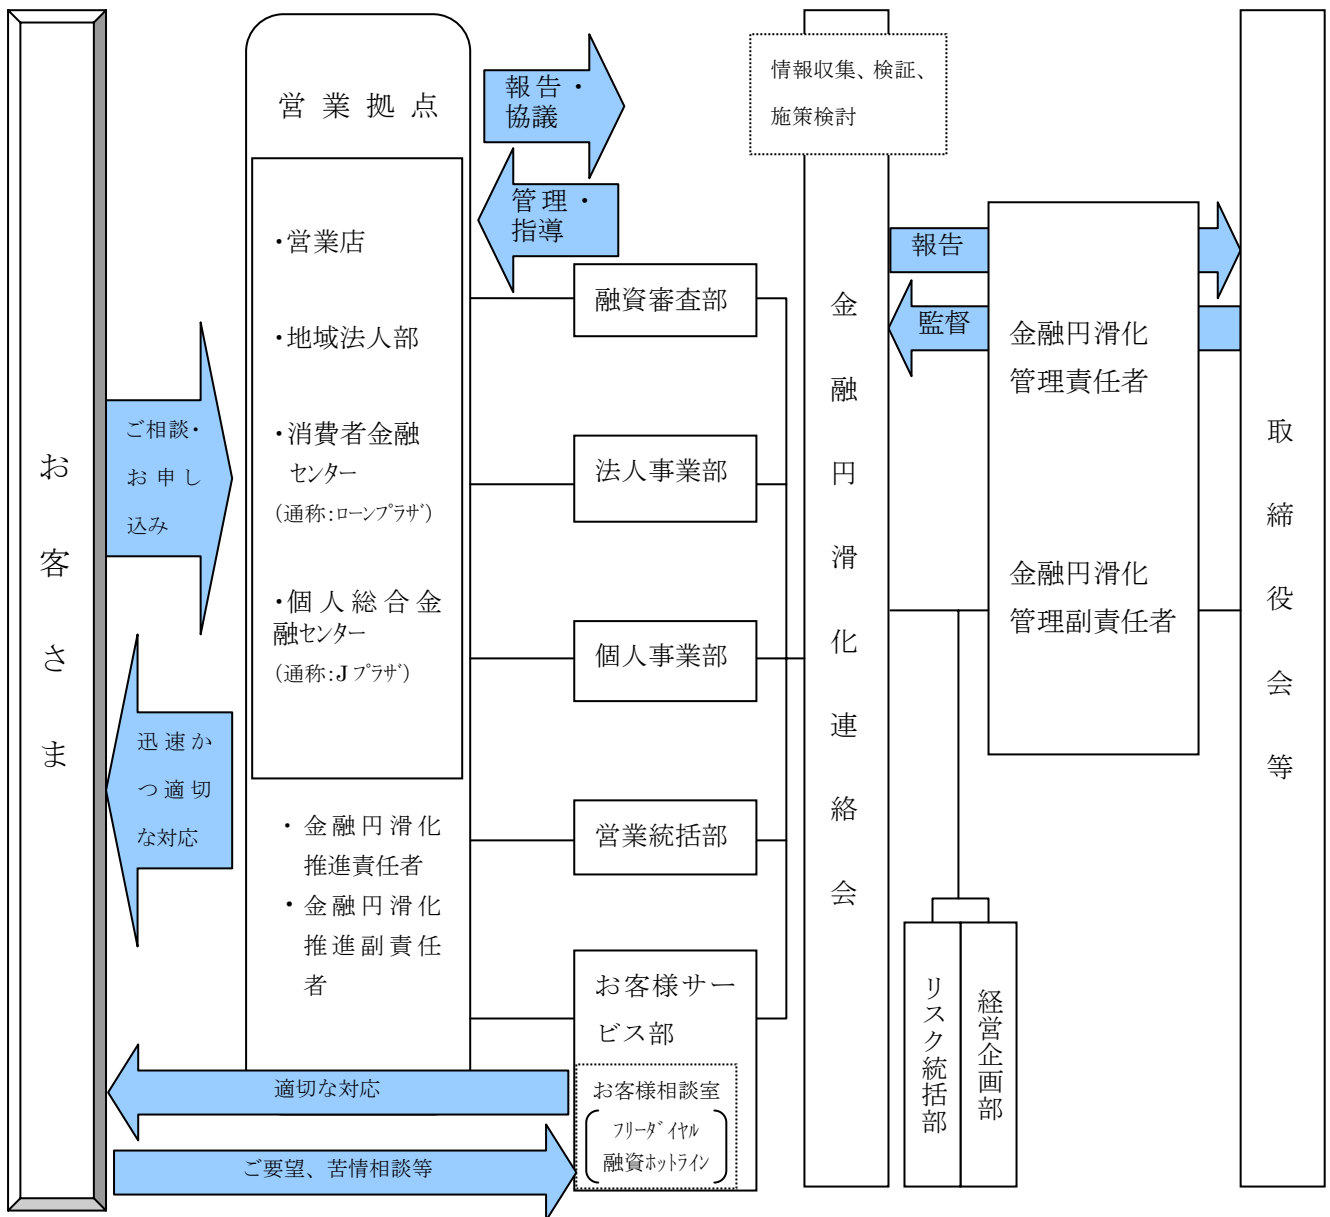 お客さま
ご相談・
お申し
込み
迅速か
つ適切
な対応
営業拠点
・営業店
・地域法人部
・消費者金融
センター
（通称：ローンプラザ）
・個人総合金
融センター
（通称：Jプラザ）
・金融円滑化
推進責任者
・金融円滑化
推進副責任
者
報告・
協議
管理・
指導
融資審査部
法人事業部
個人事業部
営業統括部
お客様サー
ビス部
お客様相談室
フリーダイヤル
融資ホットライン
適切な対応
ご要望、苦情相談等
情報収集、検証、
施策検討
金融円滑化連絡会
報告
監督
金融円滑化
管理責任者
金融円滑化
管理副責任者
リスク統括部
経営企画部
取締役会等